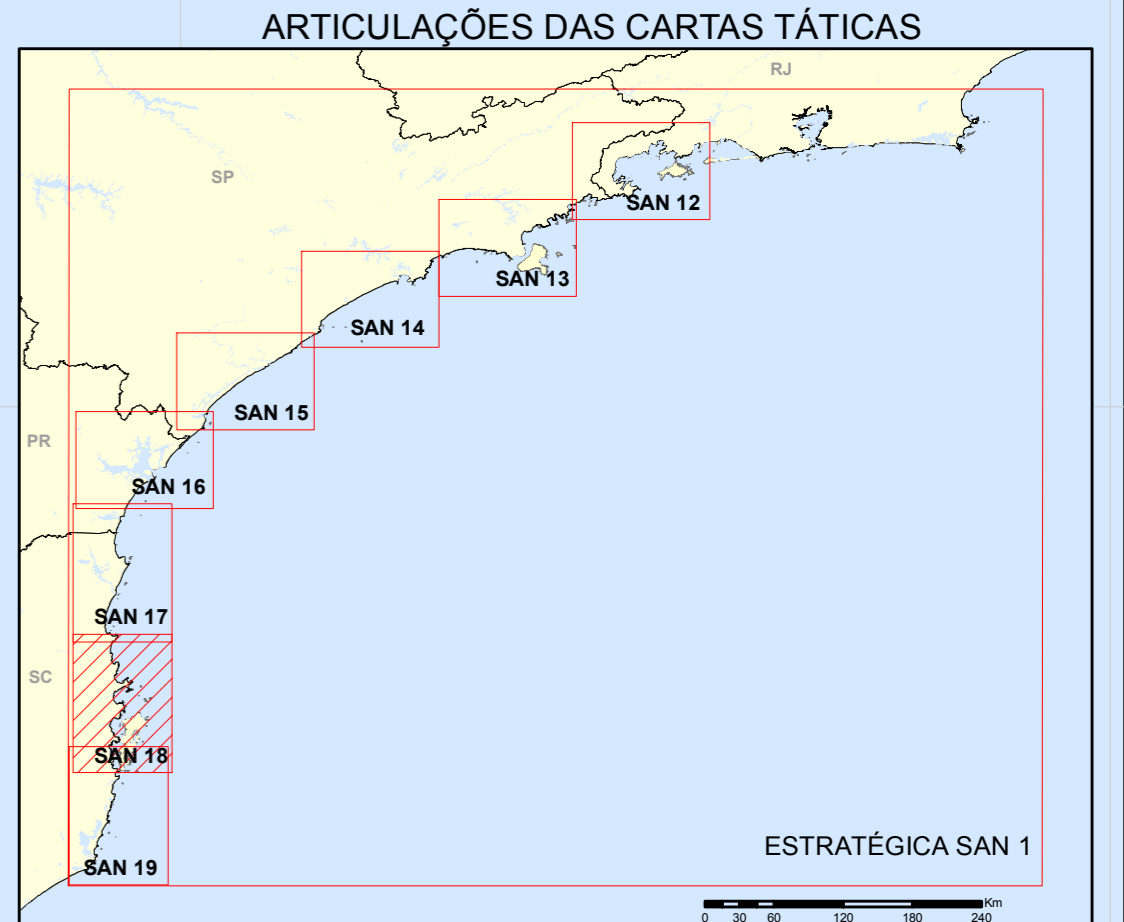 ARTICULAÇÕES DAS CARTAS TÁTICAS
RJ
SP
SAN 12
SAN 13
SAN 14
SAN 15
PR
SAN 16
SAN 17
SC
SAN 18
ESTRATÉGICA SAN 1
SAN 19
Km
0 30 60 120 180 240